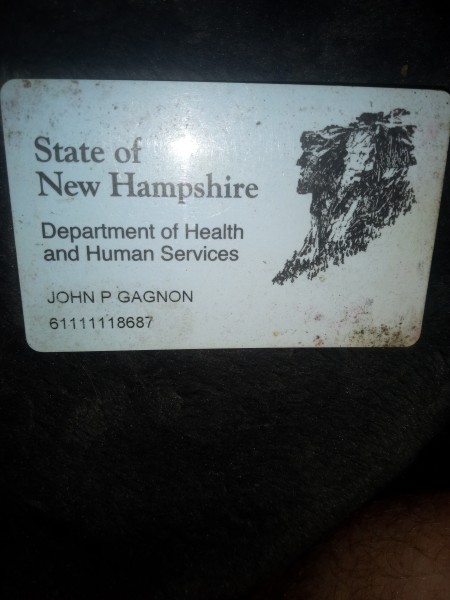 State of
New Hampshire
Department of Health
and Human Services
JOHN P GAGNON
61111118687